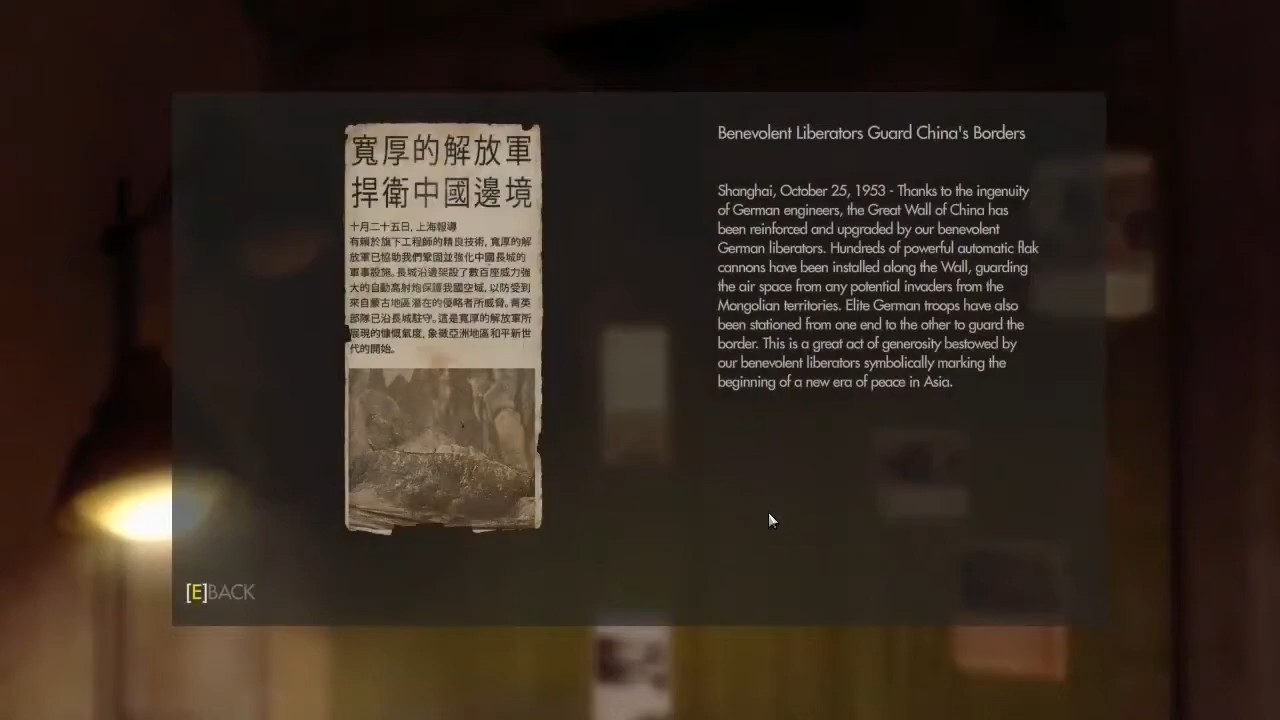 寬厚的解放軍
捍衛中國邊境
十月二十五日, 上海報導
有賴於旗下工程師的精良技術, 寬厚的解
放軍已協助我們鞏固並強化中國長城的
軍事設施。長城沿邊架設了數百座威力強
大的自動高射炮保護我國空域, 以防受到
來自蒙古地區潛在的侵略者所威脅。菁英
部隊已沿長城駐守。這是寬厚的解放軍所
展現的慷慨氣度, 象徵亞洲地區和平新世
代的開始。
Benevolent Liberators Guard China's Borders
Shanghai, October 25, 1953 - Thanks to the ingenuity
of German engineers, the Great Wall of China has
been reinforced and upgraded by our benevolent
German liberators. Hundreds of powerful automatic flak
cannons have been installed along the Wall, guarding
the air space from any potential invaders from the
Mongolian territories. Elite German troops have also
been stationed from one end to the other to guard the
border. This is a great act of generosity bestowed by
our benevolent liberators symbolically marking the
beginning of a new era of peace in Asia.
[E]BACK